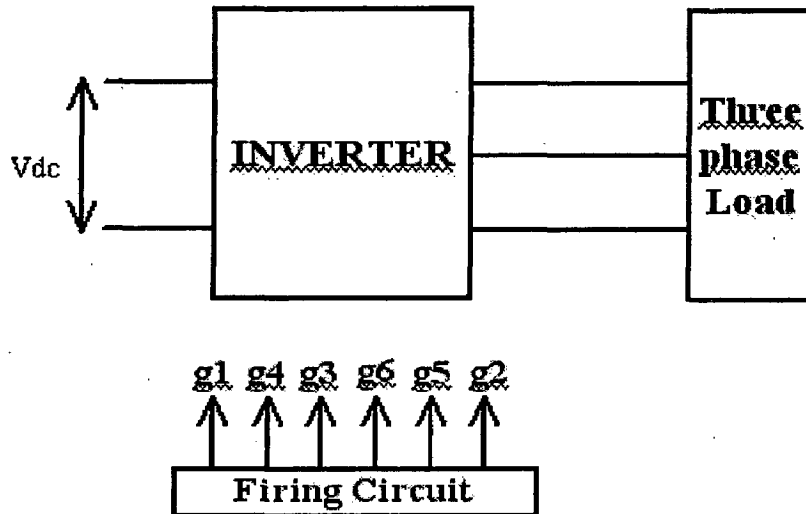 INVERTER
Three
phase
Load
Vdc
g1 g4 g3 g6 g5 g2
Firing Circuit